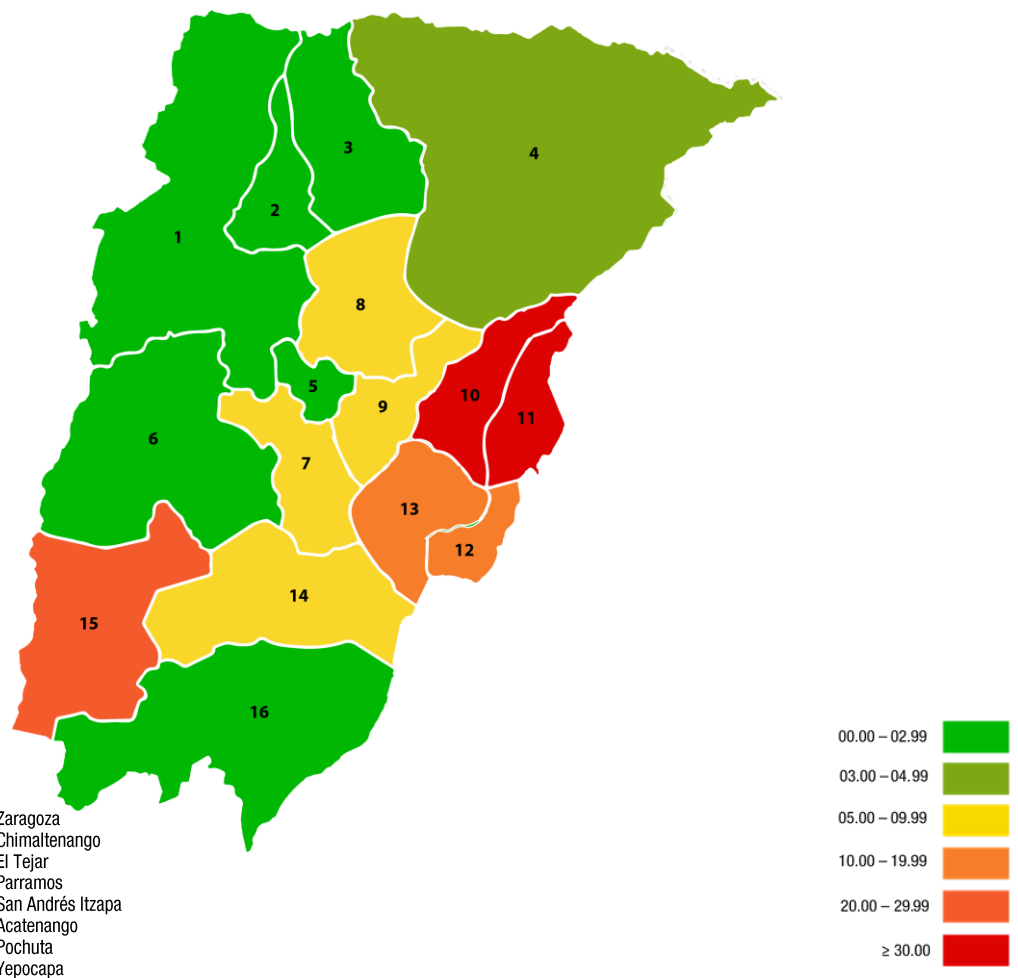 3
4
2
1
8
5
10
9
11
6
7
13
12
14
15
16
00.00 – 02.99
03.00 – 04.99
05.00 – 09.99
10.00 – 19.99
20.00 – 29.99
≥ 30.00
Zaragoza
Chimaltenango
El Tejar
Parramos
San Andrés Itzapa
Acatenango
Pochuta
Yepocapa